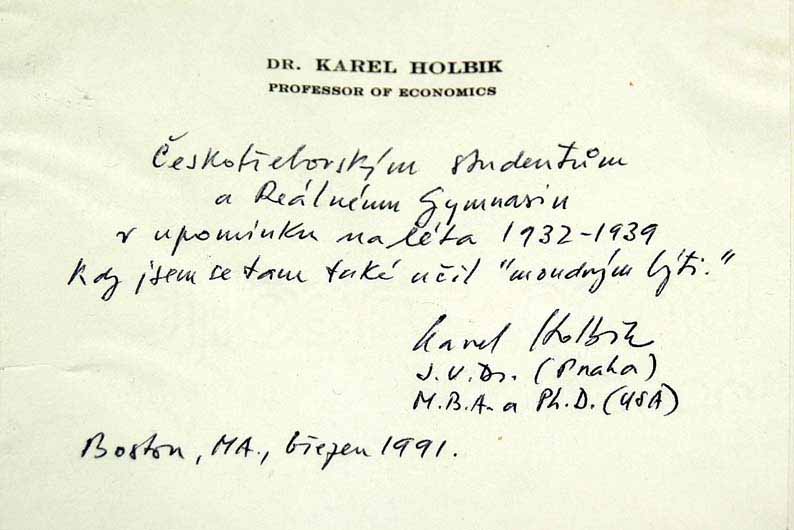 DR. KAREL HOLBIK
PROFESSOR OF ECONOMICS
Českotřebovským studentům
a Reálnému Gymnasiu
v upomínku na léta 1932-1939
kdy jsem se tam také učil "moudrým býti."
Karel Holbik
J.U.Dr. (Praha)
M.B.A. a Ph.D. (USA)
Boston, MA., březen 1991.